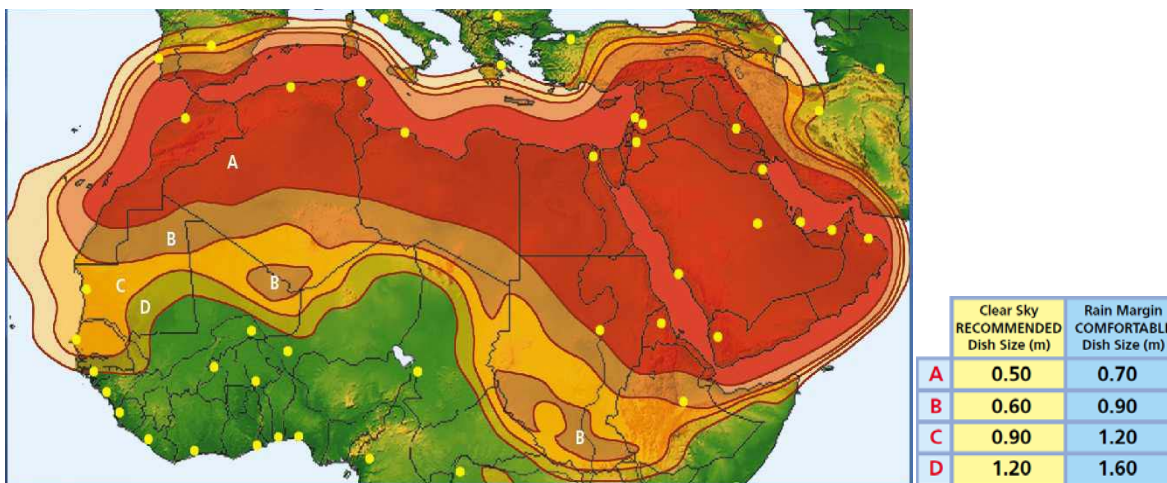 A
B
B
C
D
B
Clear Sky
RECOMMENDED
Dish Size (m)
Rain Margin
COMFORTABLE
Dish Size (m)
A 0.50 0.70
B 0.60 0.90
C 0.90 1.20
D 1.20 1.60